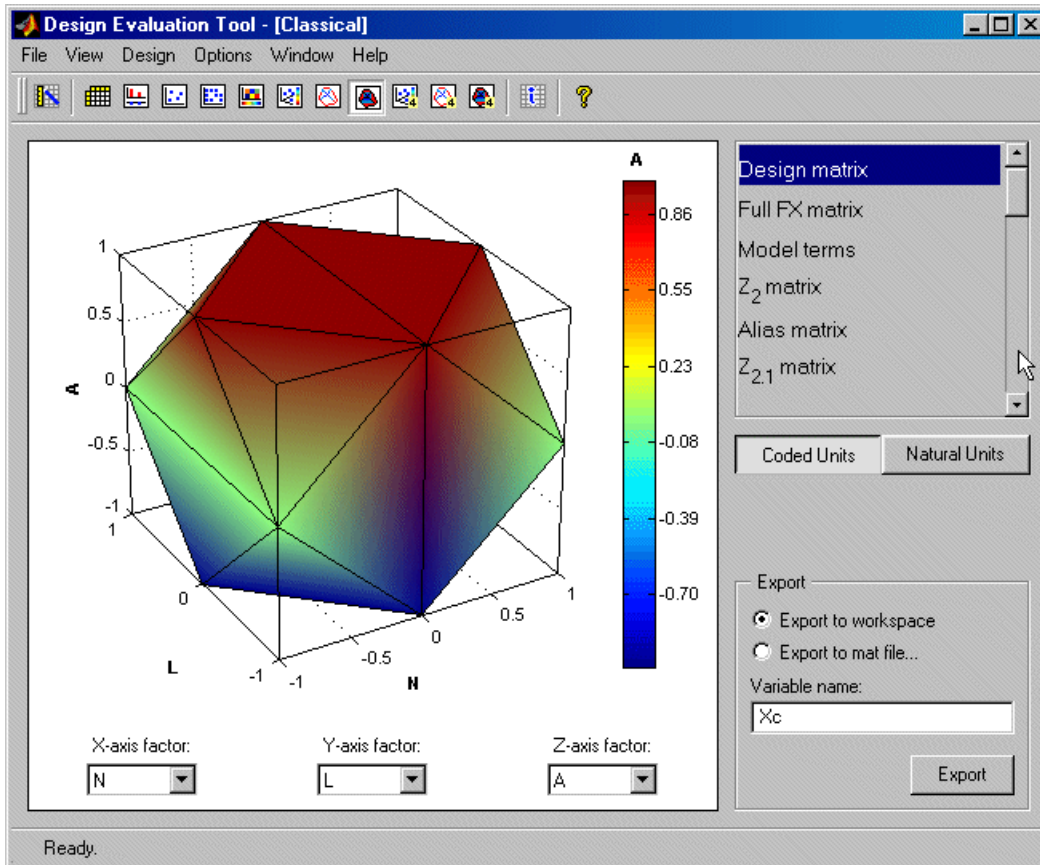 Design Evaluation Tool - [Classical]
File View Design Options Window Help
4 4 4 i ?
A
1
0.5
0
-0.5
-1
A
1
0
-1
L
-1
-0.5
0
0.5
1
N
0.86
0.55
0.23
-0.08
-0.39
-0.70
X-axis factor: Y-axis factor: Z-axis factor:
N L A
Design matrix
Full FX matrix
Model terms
Z2 matrix
Alias matrix
Z2.1 matrix
Coded Units Natural Units
Export
Export to workspace
Export to mat file...
Variable name:
Xc
Export
Ready.